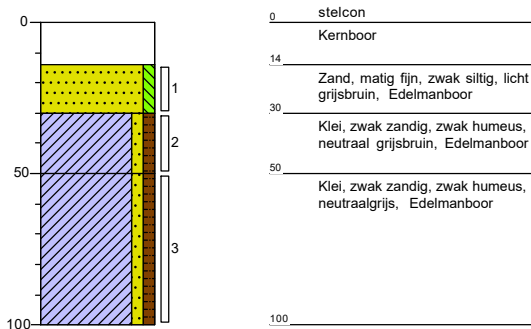 0
50
100
1
2
3
0 stelcon
Kernboor
14
Zand, matig fijn, zwak siltig, licht
grijsbruin, Edelmanboor
30
Klei, zwak zandig, zwak humeus,
neutraal grijsbruin, Edelmanboor
50
Klei, zwak zandig, zwak humeus,
neutraalgrijs, Edelmanboor
100